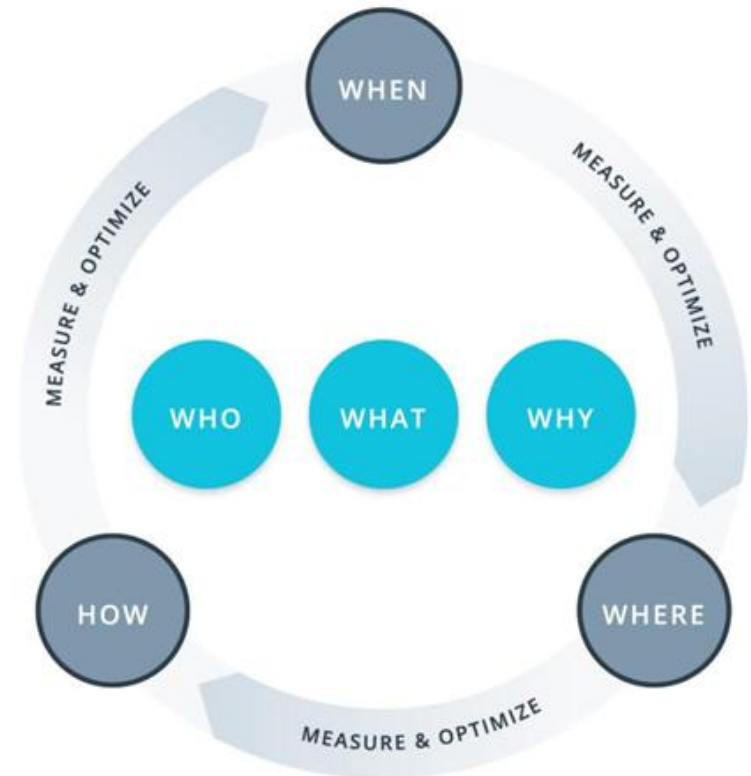 WHEN
MEASURE & OPTIMIZE
MEASURE & OPTIMIZE
WHO
WHAT
WHY
HOW
WHERE
MEASURE & OPTIMIZE